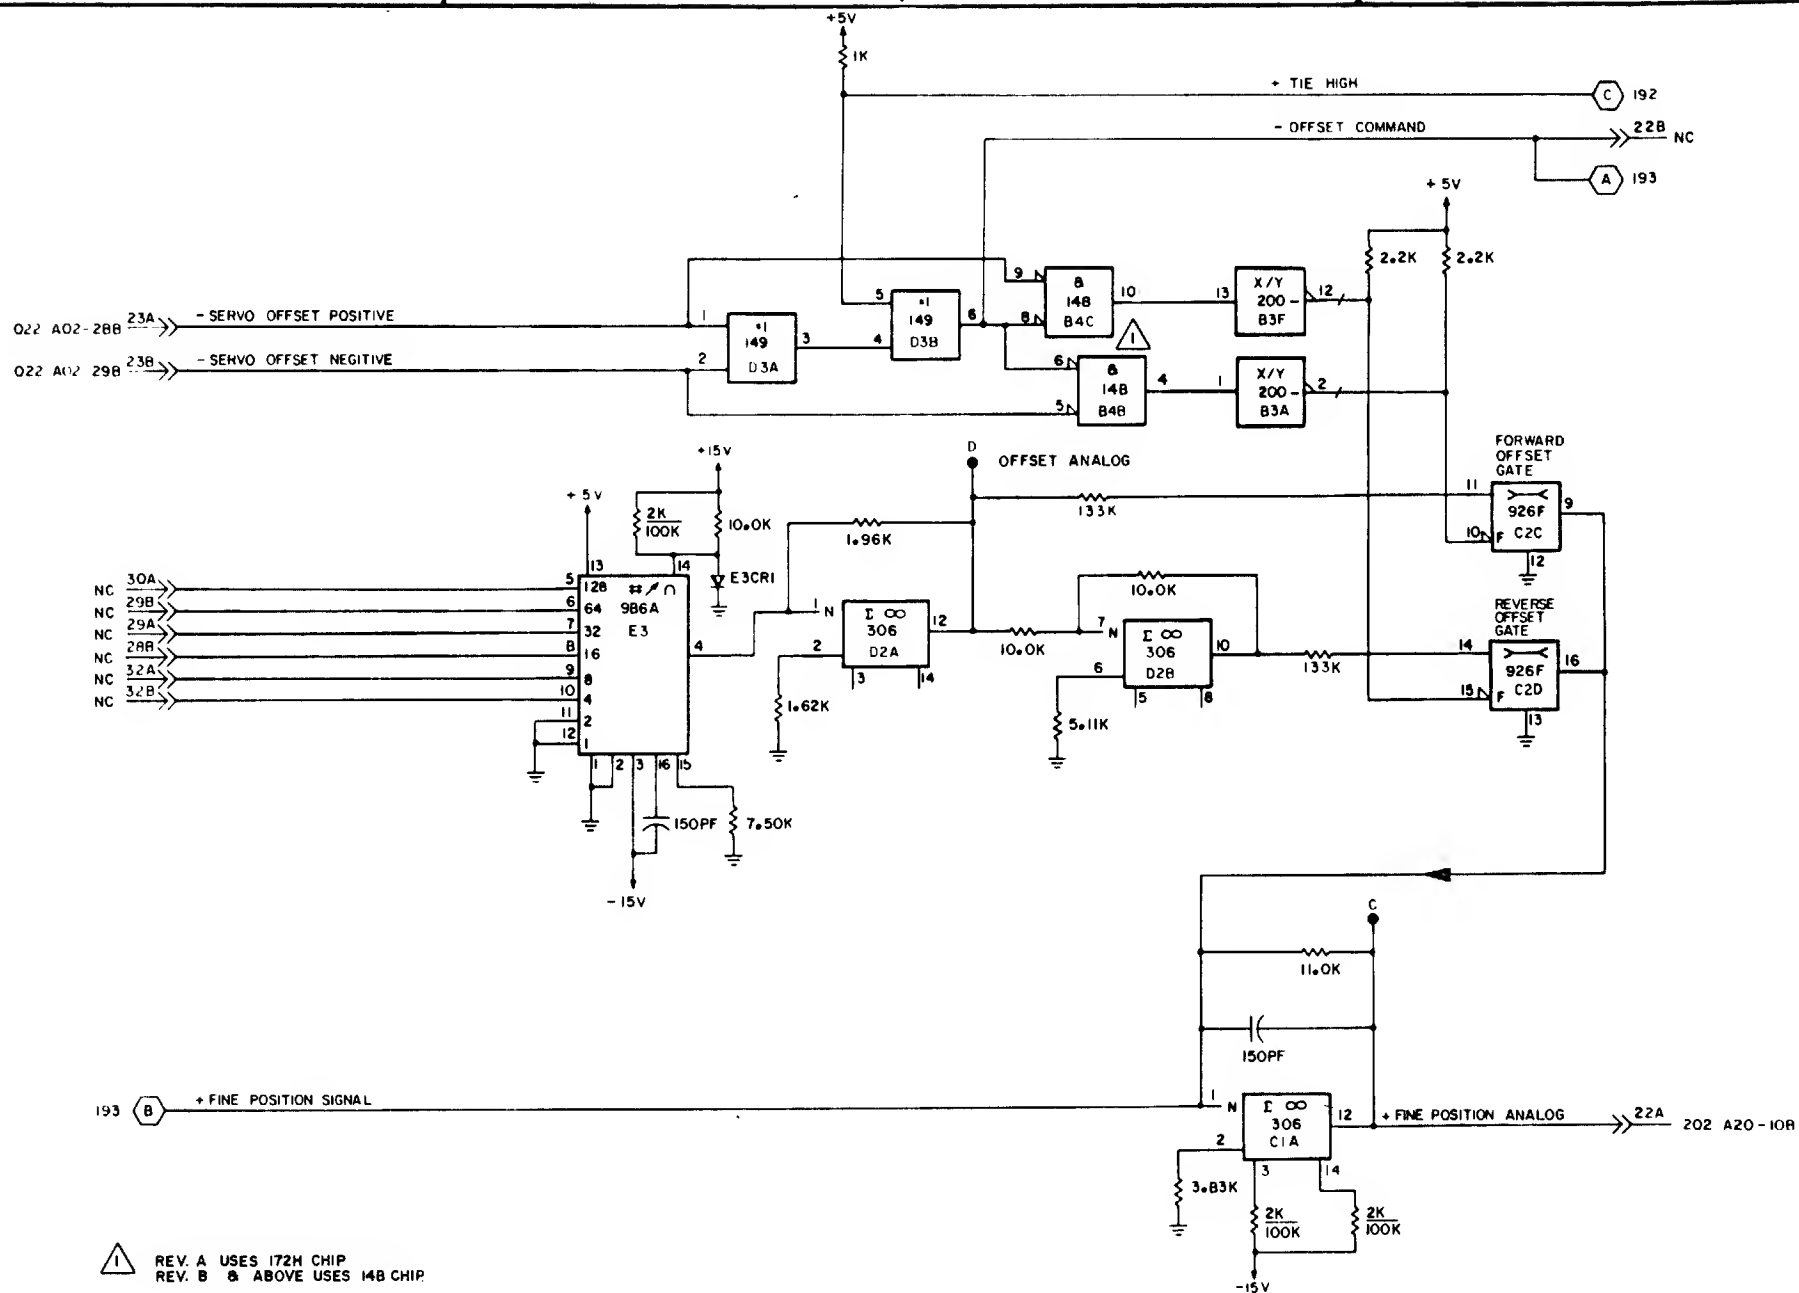 +5V
1K
+ TIE HIGH
C 192
- OFFSET COMMAND
22B
NC
A 193
+ 5V
2.2K
2.2K
9
&
148
B4C
8
10
1
13
X/Y
200-
B3F
12
5
=1
149
D3B
4
6
022 A02-28B
23A
- SERVO OFFSET POSITIVE
1
=1
149
D3A
2
3
022 A02 29B
23B
- SERVO OFFSET NEGITIVE
6
&
148
B4B
5
4
1
X/Y
200-
B3A
2
D
OFFSET ANALOG
FORWARD
OFFSET
GATE
11
926F
C2C
10
F
9
12
133K
+15V
+ 5V
2K
100K
10.0K
1.96K
13
14
E3CR1
NC 30A 5 128
NC 29B 6 64
NC 29A 7 32
NC 28B 8 16
NC 32A 9 8
NC 32B 10 4
11 2
12 1
# ∩
986A
E3
4
1 2 3 16 15
150PF
7.50K
-15V
1 N
Σ ∞
306
D2A
2
12
3
14
1.62K
10.0K
10.0K
7 N
Σ ∞
306
D2B
6
10
5
8
5.11K
133K
REVERSE
OFFSET
GATE
14
926F
C2D
15
F
16
13
C
11.0K
150PF
193 B
+ FINE POSITION SIGNAL
1 N
Σ ∞
306
C1A
2
12
3
14
+ FINE POSITION ANALOG
22A
202 A20-10B
3.83K
2K
100K
2K
100K
-15V
1
REV. A USES 172H CHIP
REV. B & ABOVE USES 148 CHIP